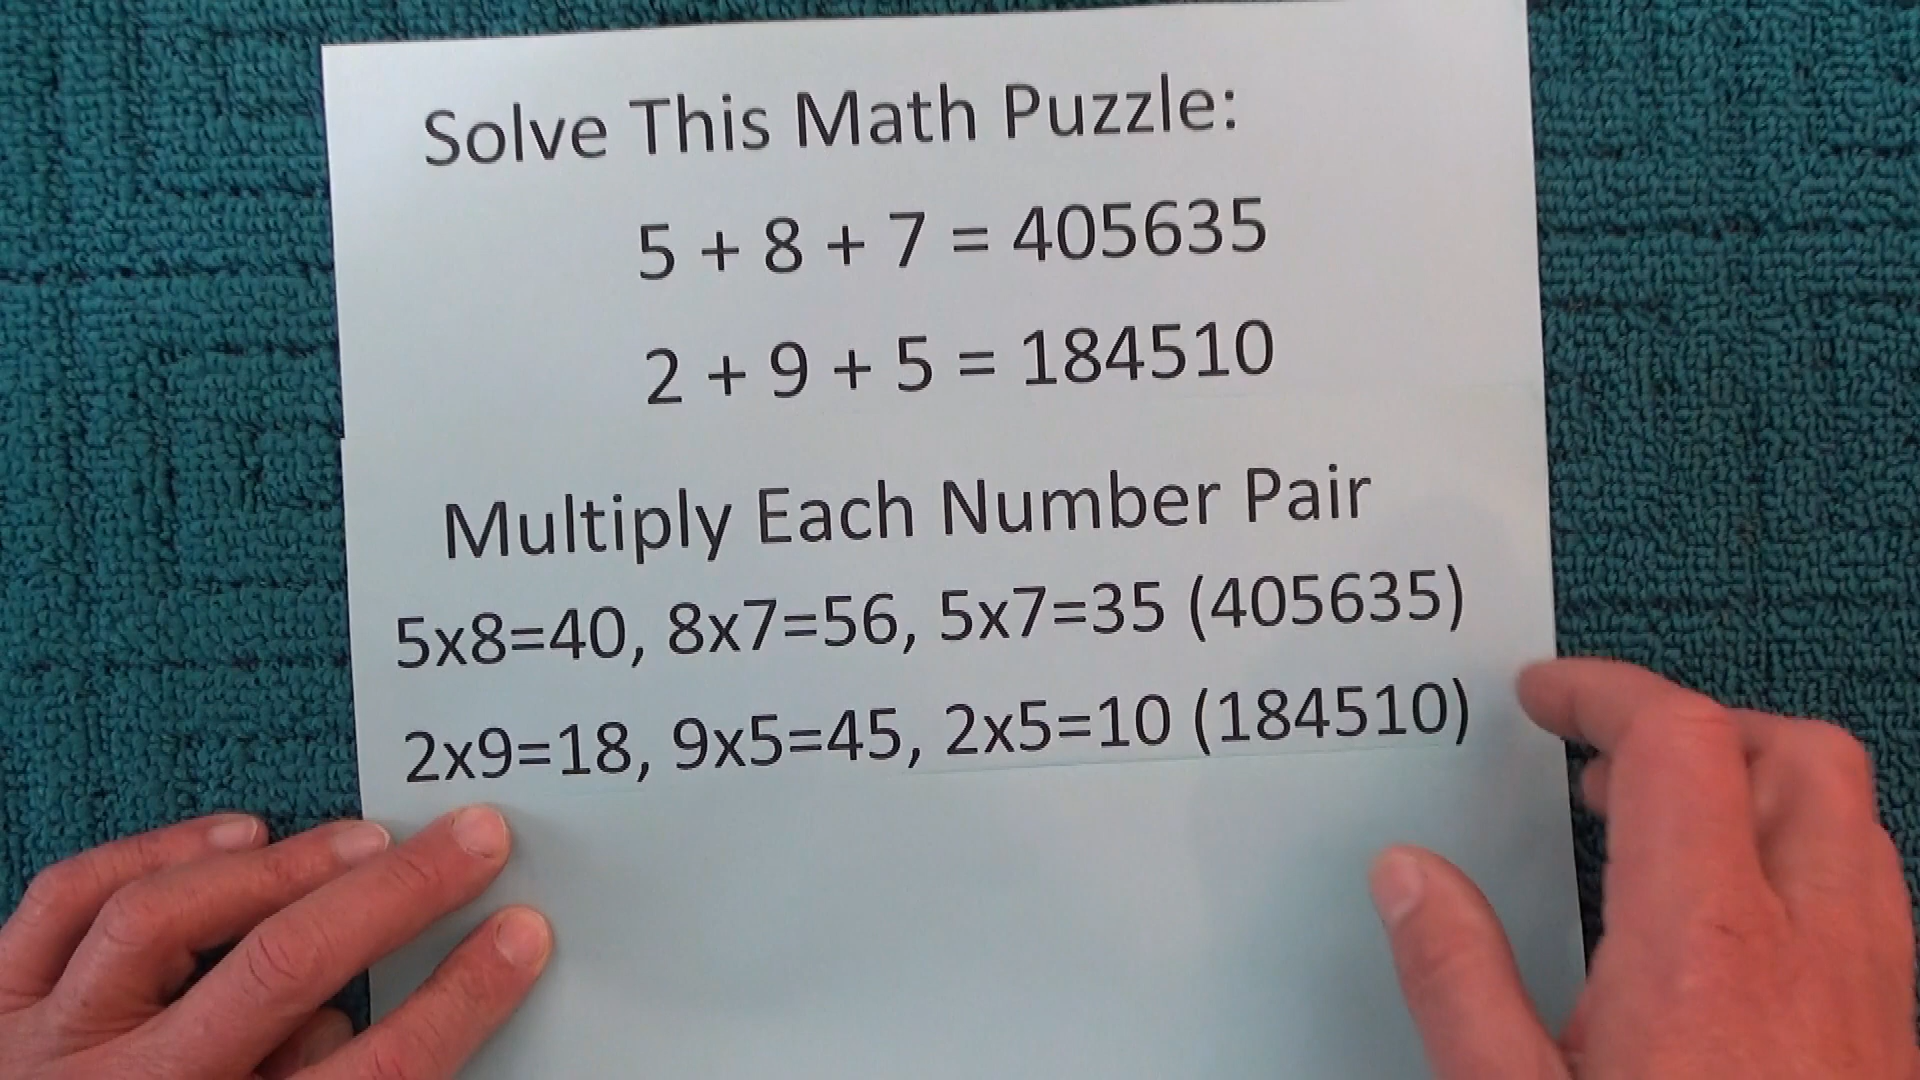 Solve This Math Puzzle:
5 + 8 + 7 = 405635
2 + 9 + 5 = 184510
Multiply Each Number Pair
5x8=40, 8x7=56, 5x7=35 (405635)
2x9=18, 9x5=45, 2x5=10 (184510)